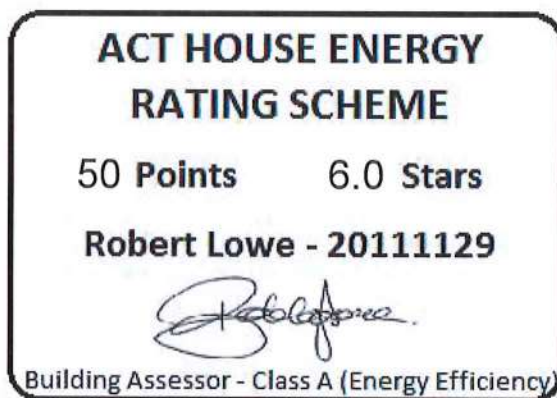 ACT HOUSE ENERGY
RATING SCHEME
50 Points 6.0 Stars
Robert Lowe - 20111129
Building Assessor - Class A (Energy Efficiency)